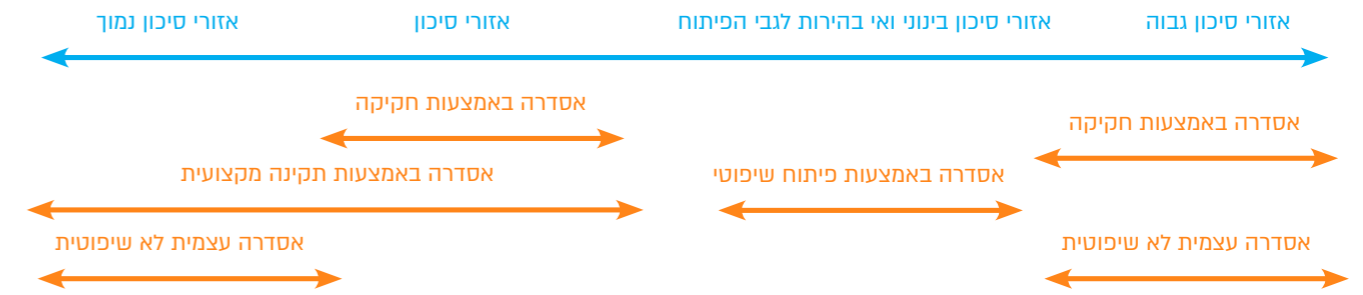 אזורי סיכון גבוה
אזורי סיכון בינוני ואי בהירות לגבי הפיתוח
אזורי סיכון
אזורי סיכון נמוך
אסדרה באמצעות חקיקה
אסדרה באמצעות חקיקה
אסדרה באמצעות פיתוח שיפוטי
אסדרה באמצעות תקינה מקצועית
אסדרה עצמית לא שיפוטית
אסדרה עצמית לא שיפוטית